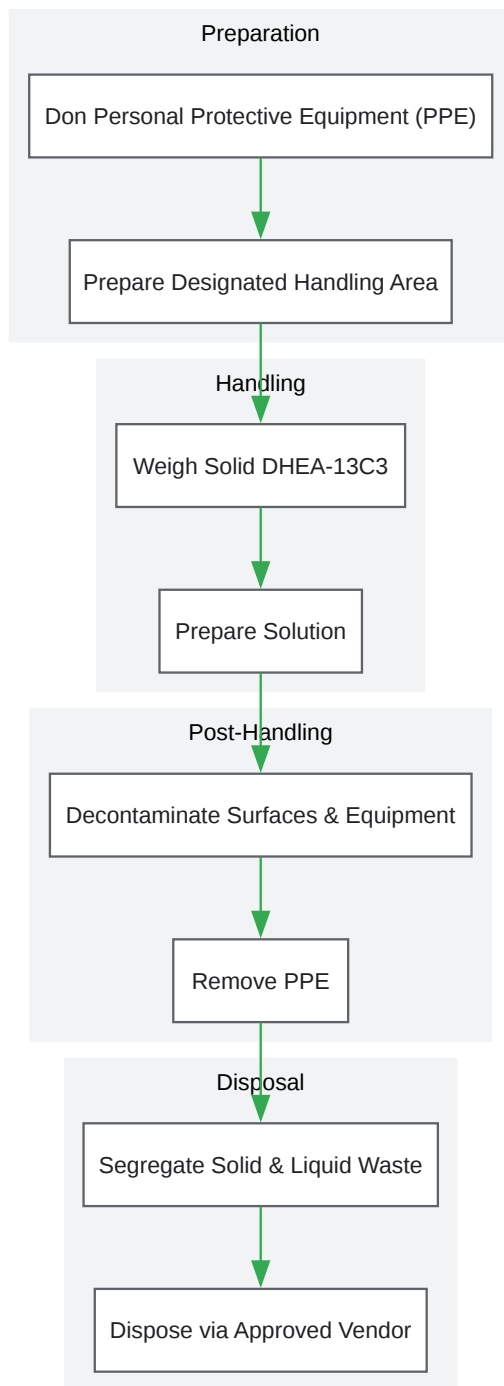 Preparation
Don Personal Protective Equipment (PPE)
Prepare Designated Handling Area
Handling
Weigh Solid DHEA-13C3
Prepare Solution
Post-Handling
Decontaminate Surfaces & Equipment
Remove PPE
Disposal
Segregate Solid & Liquid Waste
Dispose via Approved Vendor